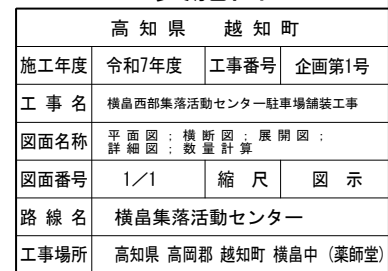 高知県 越知町
施工年度 令和7年度 工事番号 企画第1号
工事名 横畠西部集落活動センター駐車場舗装工事
図面名称 平面図；横断図；展開図；
詳細図；数量計算
図面番号 1／1 縮尺 図示
路線名 横畠集落活動センター
工事場所 高知県 高岡郡 越知町 横畠中（薬師堂）